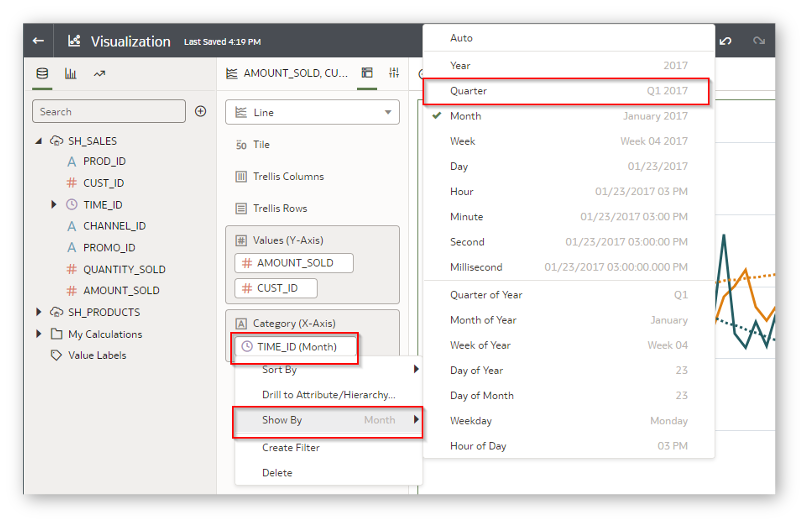 Visualization Last Saved 4:19 PM
Search
SH_SALES
A PROD_ID
# CUST_ID
TIME_ID
A CHANNEL_ID
A PROMO_ID
# QUANTITY_SOLD
# AMOUNT_SOLD
SH_PRODUCTS
My Calculations
Value Labels
AMOUNT_SOLD, CU...
Line
50 Tile
Trellis Columns
Trellis Rows
# Values (Y-Axis)
# AMOUNT_SOLD
# CUST_ID
A Category (X-Axis)
TIME_ID (Month)
Sort By
Drill to Attribute/Hierarchy...
Show By Month
Create Filter
Delete
Auto
Year 2017
Quarter Q1 2017
Month January 2017
Week Week 04 2017
Day 01/23/2017
Hour 01/23/2017 03 PM
Minute 01/23/2017 03:00 PM
Second 01/23/2017 03:00:00 PM
Millisecond 01/23/2017 03:00:00.000 PM
Quarter of Year Q1
Month of Year January
Week of Year Week 04
Day of Year 23
Day of Month 23
Weekday Monday
Hour of Day 03 PM